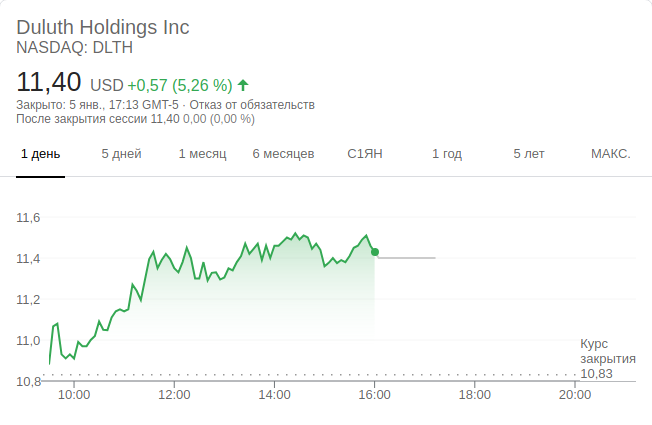 Duluth Holdings Inc
NASDAQ: DLTH
11,40 USD +0,57 (5,26 %)
Закрыто: 5 янв., 17:13 GMT-5 · Отказ от обязательств
После закрытия сессии 11,40 0,00 (0,00 %)
1 день 5 дней 1 месяц 6 месяцев С1ЯН 1 год 5 лет МАКС.
11,6
11,4
11,2
11,0
Курс
закрытия
10,83
10,8
10:00 12:00 14:00 16:00 18:00 20:00